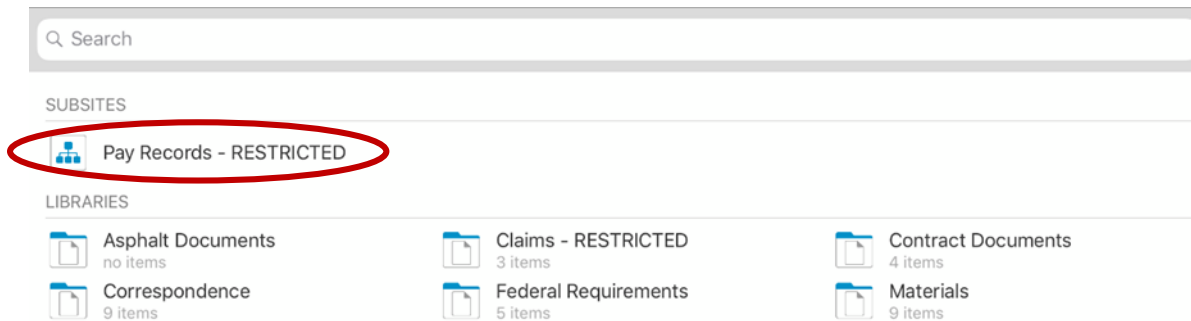 Search
SUBSITES
Pay Records - RESTRICTED
LIBRARIES
Asphalt Documents
no items
Claims - RESTRICTED
3 items
Contract Documents
4 items
Correspondence
9 items
Federal Requirements
5 items
Materials
9 items